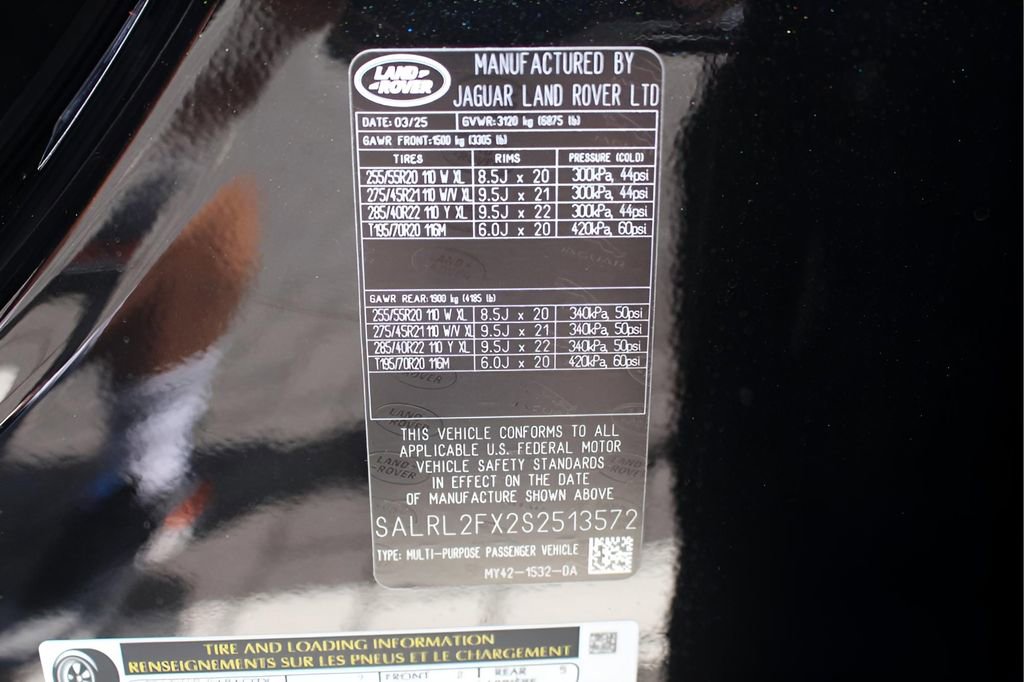 LAND ROVER
MANUFACTURED BY
JAGUAR LAND ROVER LTD
DATE: 03/25 GVWR: 3120 kg (6875 lb)
GAWR FRONT: 1500 kg (3305 lb)
TIRES RIMS PRESSURE (COLD)
255/55R20 110 W XL 8.5J x 20 300kPa, 44psi
275/45R21 110 W/V XL 9.5J x 21 300kPa, 44psi
285/40R22 110 Y XL 9.5J x 22 300kPa, 44psi
T195/70R20 116M 6.0J x 20 420kPa, 60psi
GAWR REAR: 1900 kg (4185 lb)
255/55R20 110 W XL 8.5J x 20 340kPa, 50psi
275/45R21 110 W/V XL 9.5J x 21 340kPa, 50psi
285/40R22 110 Y XL 9.5J x 22 340kPa, 50psi
T195/70R20 116M 6.0J x 20 420kPa, 60psi
THIS VEHICLE CONFORMS TO ALL
APPLICABLE U.S. FEDERAL MOTOR
VEHICLE SAFETY STANDARDS
IN EFFECT ON THE DATE
OF MANUFACTURE SHOWN ABOVE
SALRL2FX2S2513572
TYPE: MULTI-PURPOSE PASSENGER VEHICLE
MY42-1532-DA
TIRE AND LOADING INFORMATION
RENSEIGNEMENTS SUR LES PNEUS ET LE CHARGEMENT
FRONT 2 REAR 5